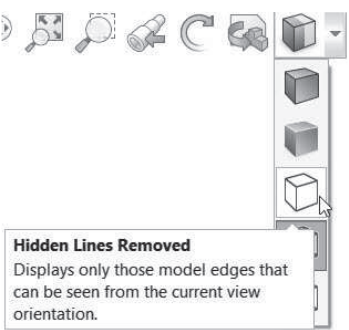 Hidden Lines Removed
Displays only those model edges that
can be seen from the current view
orientation.